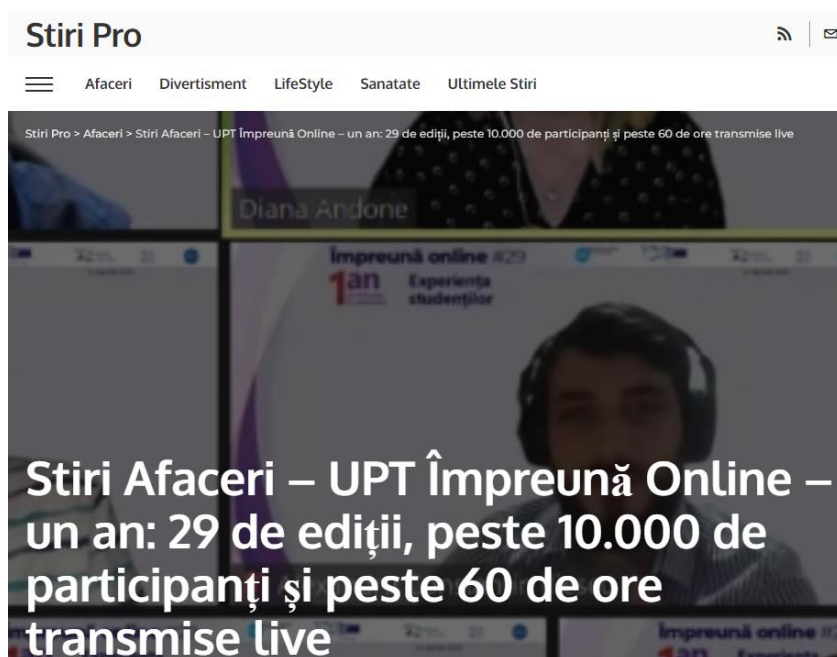 Stiri Pro
Afaceri Divertisment LifeStyle Sanatate Ultimele Stiri
Stiri Pro > Afaceri > Stiri Afaceri – UPT Împreună Online – un an: 29 de ediții, peste 10.000 de participanți și peste 60 de ore transmise live
Diana Andone
Împreună online #29
1an Experiența
studenților
Stiri Afaceri – UPT Împreună Online –
un an: 29 de ediții, peste 10.000 de
participanți și peste 60 de ore
transmise live
Împreună online
1an Experiența